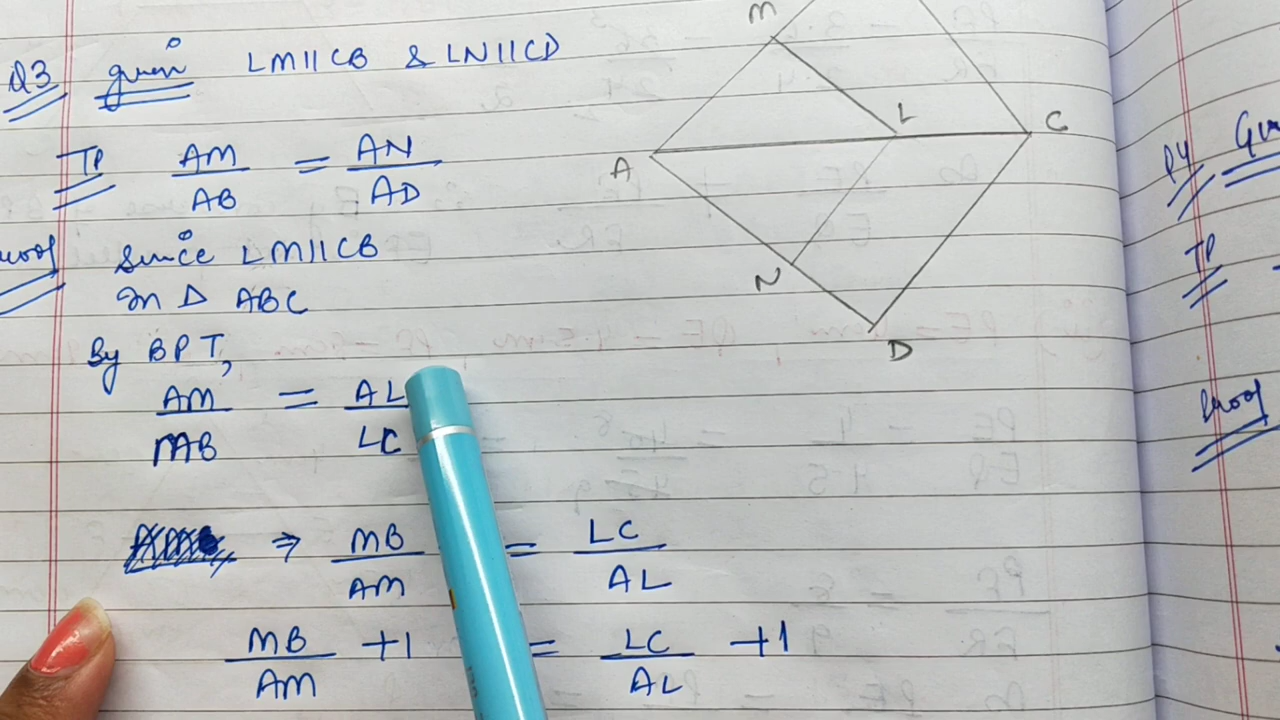 Q3 given LM||CB & LN||CD
TP AM/AB = AN/AD
Proof Since LM||CB
In Δ ABC
By BPT,
AM/MB = AL/LC
⇒ MB/AM = LC/AL
MB/AM +1 = LC/AL +1
M
L
C
A
N
D
TP